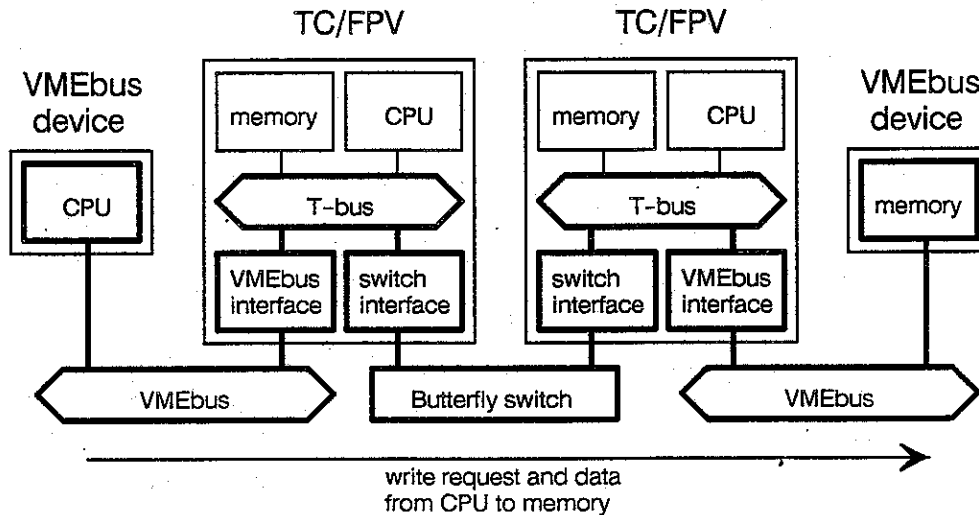 TC/FPV
TC/FPV
VMEbus
device
VMEbus
device
memory
CPU
memory
CPU
CPU
T-bus
T-bus
memory
VMEbus
interface
switch
interface
switch
interface
VMEbus
interface
VMEbus
Butterfly switch
VMEbus
write request and data
from CPU to memory